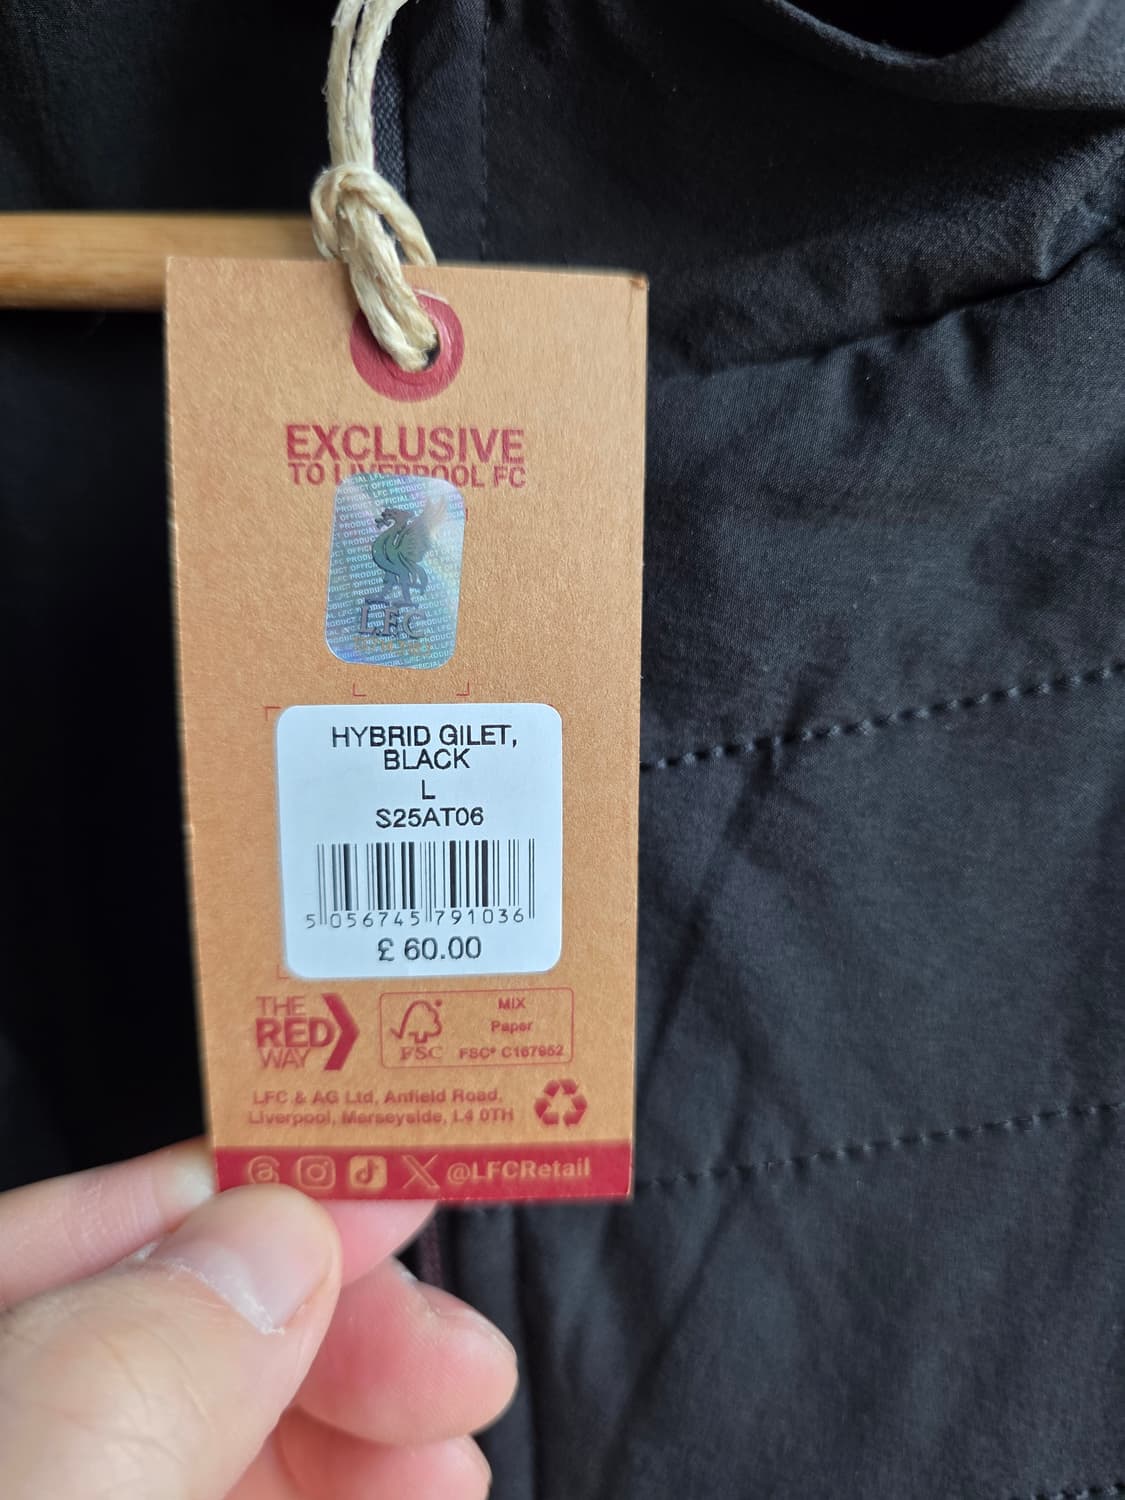 EXCLUSIVE
TO LIVERPOOL FC
LFC
HYBRID GILET,
BLACK
L
S25AT06
5 056745 791036
£ 60.00
THE
RED
WAY
FSC
MIX
Paper
FSC® C167952
LFC & AG Ltd, Anfield Road,
Liverpool, Merseyside, L4 0TH
@LFCRetail